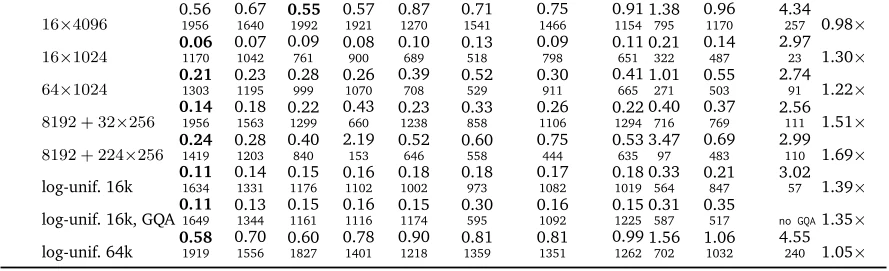 0.56 0.67 0.55 0.57 0.87 0.71 0.75 0.91 1.38 0.96 4.34
16×4096 1956 1640 1992 1921 1270 1541 1466 1154 795 1170 257 0.98×
0.06 0.07 0.09 0.08 0.10 0.13 0.09 0.11 0.21 0.14 2.97
16×1024 1170 1042 761 900 689 518 798 651 322 487 23 1.30×
0.21 0.23 0.28 0.26 0.39 0.52 0.30 0.41 1.01 0.55 2.74
64×1024 1303 1195 999 1070 708 529 911 665 271 503 91 1.22×
0.14 0.18 0.22 0.43 0.23 0.33 0.26 0.22 0.40 0.37 2.56
8192 + 32×256 1956 1563 1299 660 1238 858 1106 1294 716 769 111 1.51×
0.24 0.28 0.40 2.19 0.52 0.60 0.75 0.53 3.47 0.69 2.99
8192 + 224×256 1419 1203 840 153 646 558 444 635 97 483 110 1.69×
0.11 0.14 0.15 0.16 0.18 0.18 0.17 0.18 0.33 0.21 3.02
log-unif. 16k 1634 1331 1176 1102 1002 973 1082 1019 564 847 57 1.39×
0.11 0.13 0.15 0.16 0.15 0.30 0.16 0.15 0.31 0.35
log-unif. 16k, GQA 1649 1344 1161 1116 1174 595 1092 1225 587 517 no GQA 1.35×
0.58 0.70 0.60 0.78 0.90 0.81 0.81 0.99 1.56 1.06 4.55
log-unif. 64k 1919 1556 1827 1401 1218 1359 1351 1262 702 1032 240 1.05×